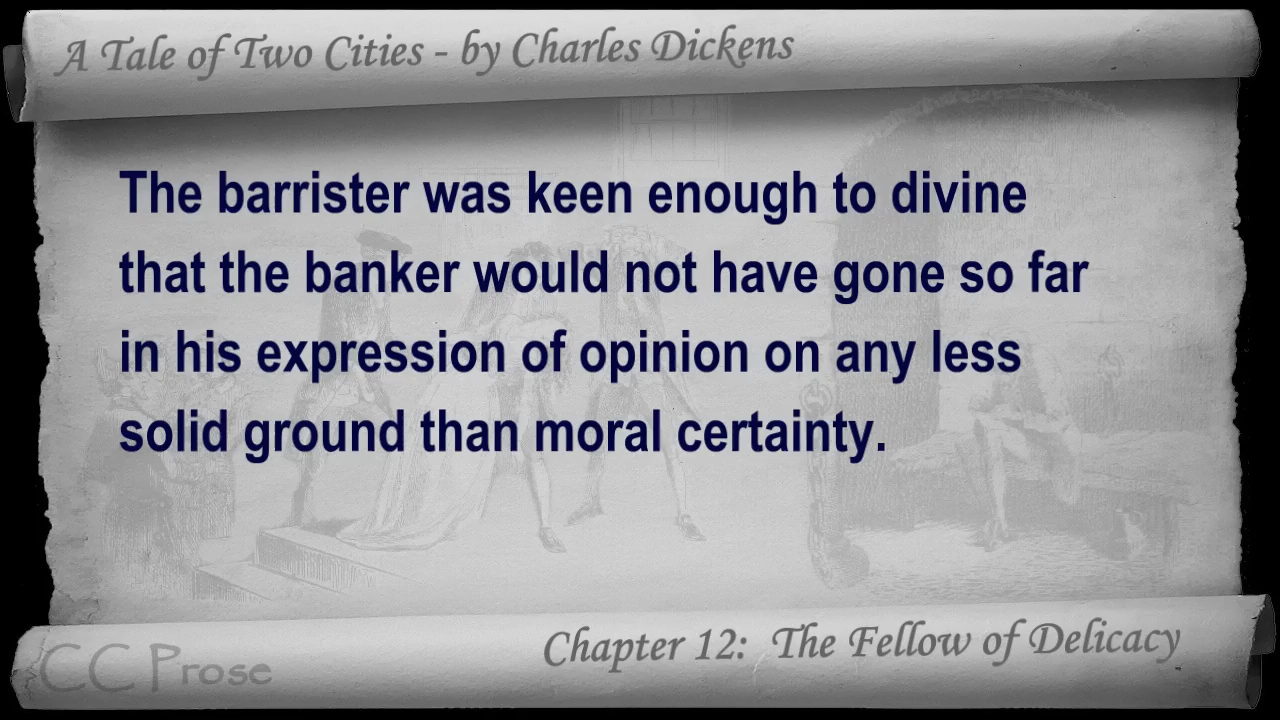 A Tale of Two Cities - by Charles Dickens
The barrister was keen enough to divine
that the banker would not have gone so far
in his expression of opinion on any less
solid ground than moral certainty.
Chapter 12: The Fellow of Delicacy
CC Prose